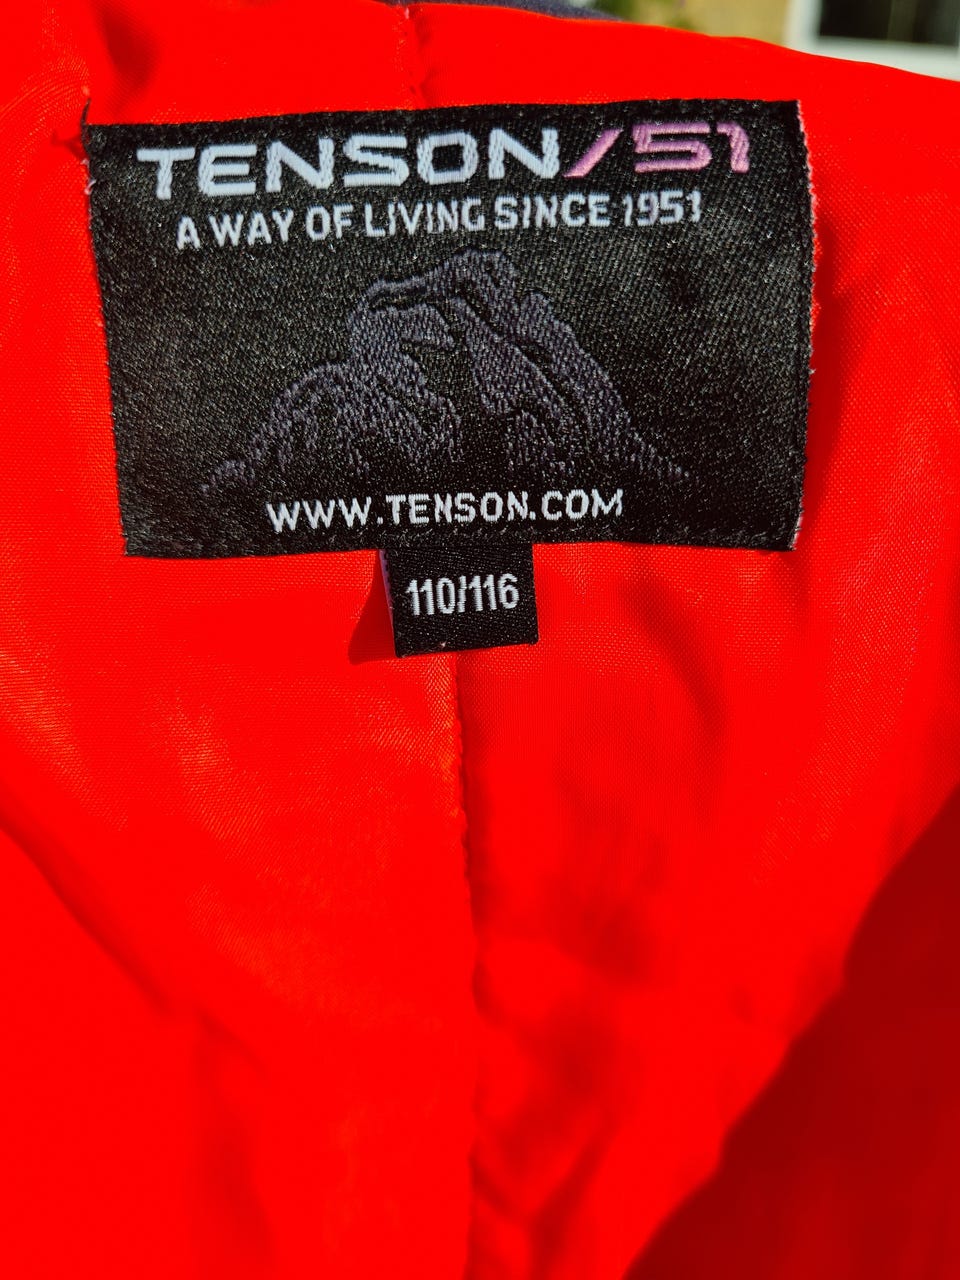 TENSON/51
A WAY OF LIVING SINCE 1951
WWW.TENSON.COM
110/116